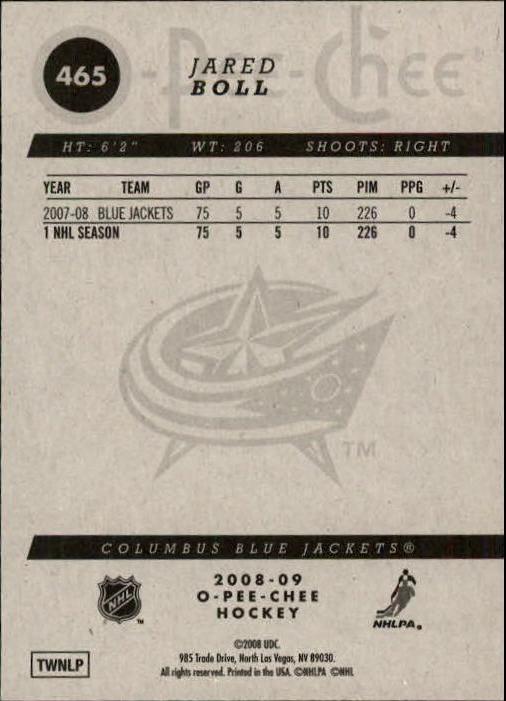 O-Pee-Chee
465
JARED
BOLL
HT: 6'2" WT: 206 SHOOTS: RIGHT
YEAR TEAM GP G A PTS PIM PPG +/-
2007-08 BLUE JACKETS 75 5 5 10 226 0 -4
1 NHL SEASON 75 5 5 10 226 0 -4
TM
COLUMBUS BLUE JACKETS®
NHL
TM
2008-09
O-PEE-CHEE
HOCKEY
NHLPA®
©2008 UDC.
985 Trade Drive, North Las Vegas, NV 89030.
All rights reserved. Printed in the USA. ©NHLPA ©NHL
TWNLP